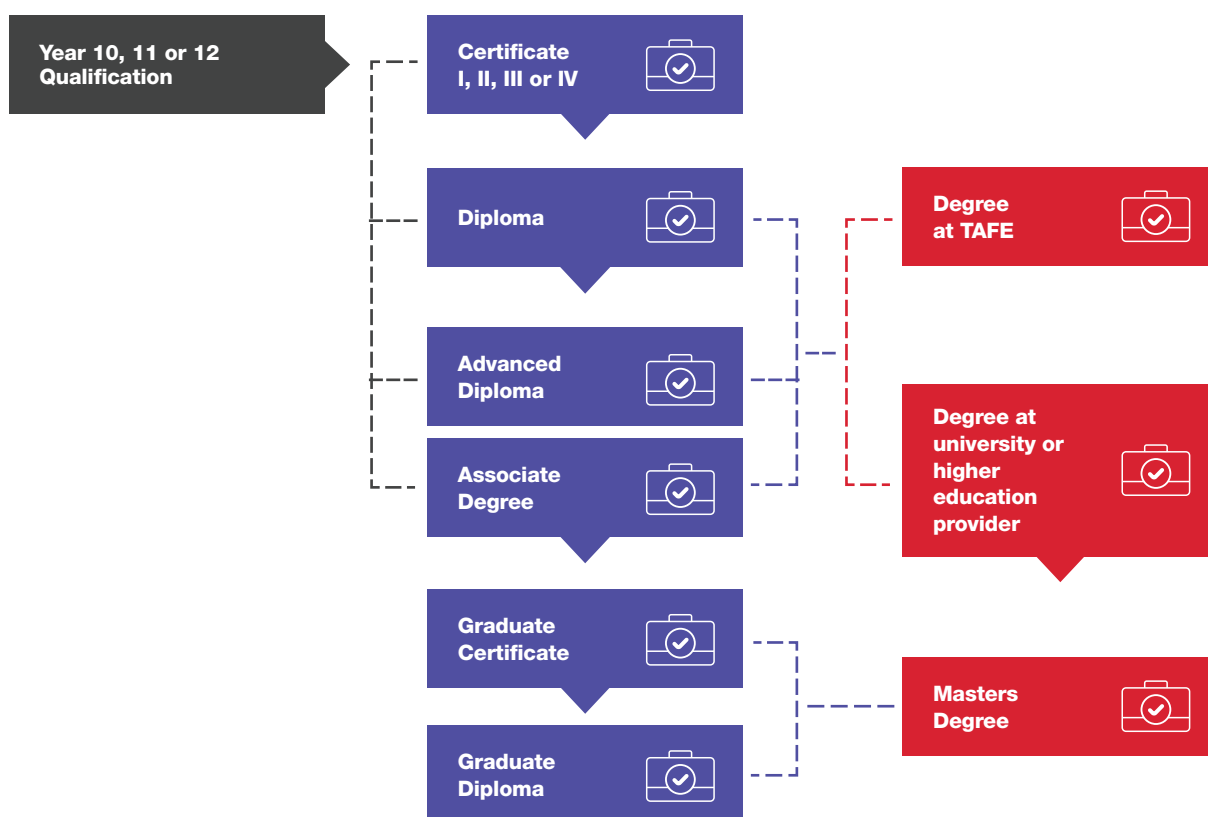 Year 10, 11 or 12
Qualification
Certificate
I, II, III or IV
Diploma
Advanced
Diploma
Associate
Degree
Graduate
Certificate
Graduate
Diploma
Degree
at TAFE
Degree at
university or
higher
education
provider
Masters
Degree